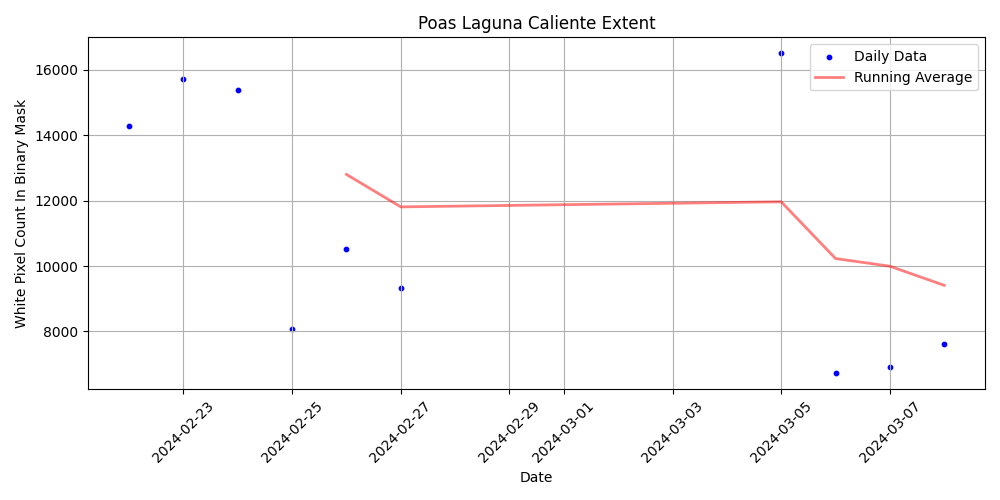 Poas Laguna Caliente Extent
Daily Data
Running Average
White Pixel Count In Binary Mask
16000
14000
12000
10000
8000
2024-02-23
2024-02-25
2024-02-27
2024-02-29
2024-03-01
2024-03-03
2024-03-05
2024-03-07
Date